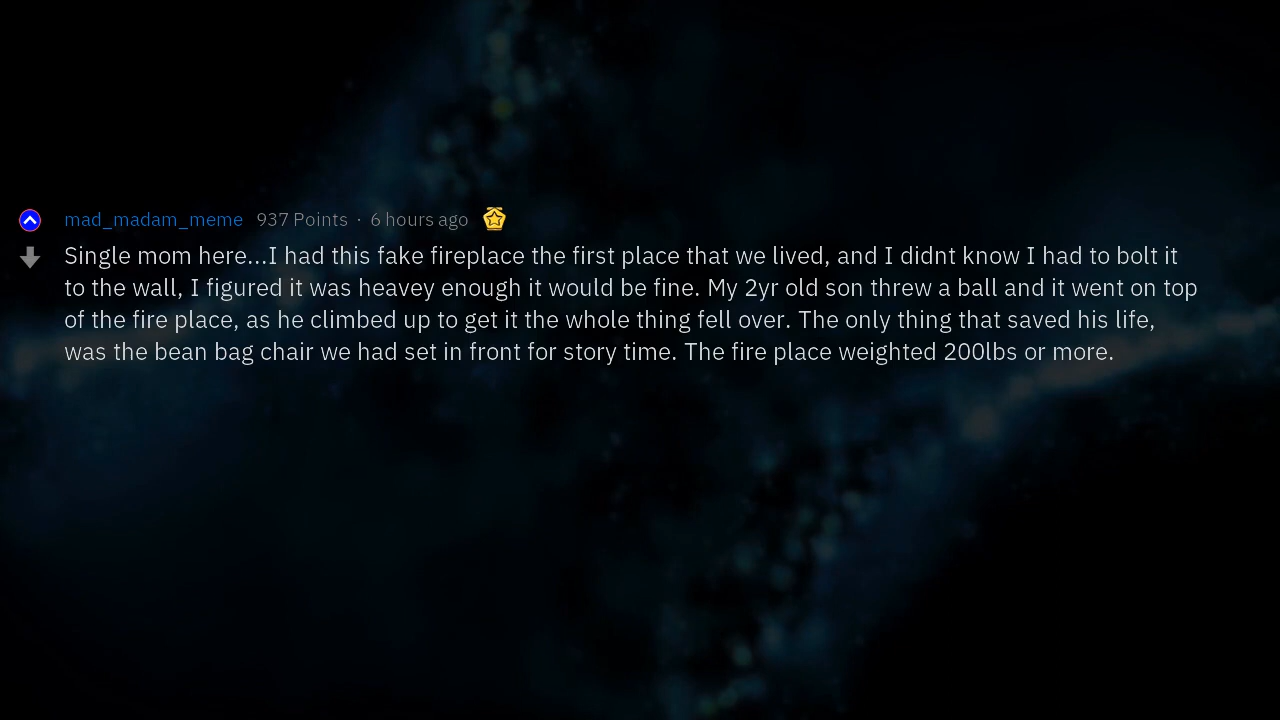 mad_madam_meme 937 Points · 6 hours ago
Single mom here...I had this fake fireplace the first place that we lived, and I didnt know I had to bolt it
to the wall, I figured it was heavey enough it would be fine. My 2yr old son threw a ball and it went on top
of the fire place, as he climbed up to get it the whole thing fell over. The only thing that saved his life,
was the bean bag chair we had set in front for story time. The fire place weighted 200lbs or more.